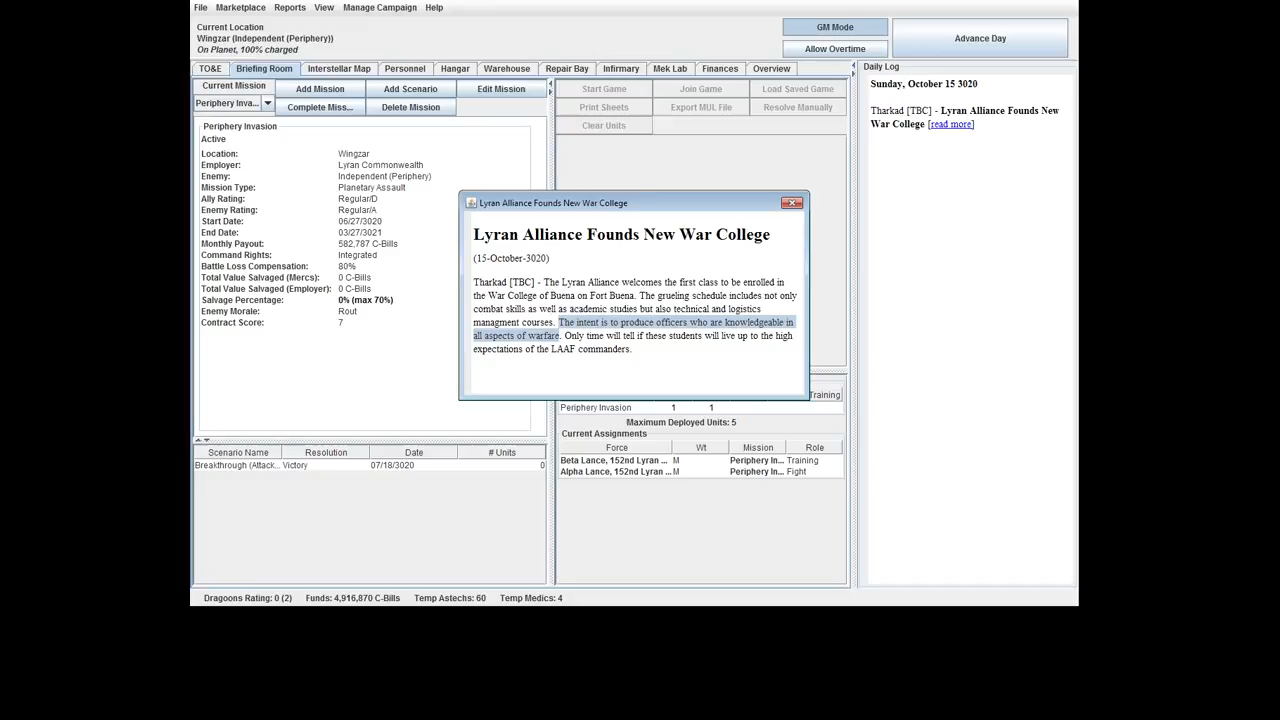 File Marketplace Reports View Manage Campaign Help
Current Location
Wingzar (Independent (Periphery))
On Planet, 100% charged
GM Mode
Allow Overtime
Advance Day
TO&E Briefing Room Interstellar Map Personnel Hangar Warehouse Repair Bay Infirmary Mek Lab Finances Overview
Current Mission
Periphery Inva...
Add Mission Add Scenario Edit Mission
Complete Miss... Delete Mission
Periphery Invasion
Active
Location: Wingzar
Employer: Lyran Commonwealth
Enemy: Independent (Periphery)
Mission Type: Planetary Assault
Ally Rating: Regular/D
Enemy Rating: Regular/A
Start Date: 06/27/3020
End Date: 03/27/3021
Monthly Payout: 582,787 C-Bills
Command Rights: Integrated
Battle Loss Compensation: 80%
Total Value Salvaged (Mercs): 0 C-Bills
Total Value Salvaged (Employer): 0 C-Bills
Salvage Percentage: 0% (max 70%)
Enemy Morale: Rout
Contract Score: 7
Scenario Name Resolution Date # Units
Breakthrough (Attack... Victory 07/18/3020 0
Start Game Join Game Load Saved Game
Print Sheets Export MUL File Resolve Manually
Clear Units
Lyran Alliance Founds New War College
Lyran Alliance Founds New War College
(15-October-3020)
Tharkad [TBC] - The Lyran Alliance welcomes the first class to be enrolled in
the War College of Buena on Fort Buena. The grueling schedule includes not only
combat skills as well as academic studies but also technical and logistics
managment courses. The intent is to produce officers who are knowledgeable in
all aspects of warfare. Only time will tell if these students will live up to the high
expectations of the LAAF commanders.
Training
Periphery Invasion 1 1
Maximum Deployed Units: 5
Current Assignments
Force Wt Mission Role
Beta Lance, 152nd Lyran ... M Periphery In... Training
Alpha Lance, 152nd Lyran ... M Periphery In... Fight
Daily Log
Sunday, October 15 3020
Tharkad [TBC] - Lyran Alliance Founds New
War College [read more]
Dragoons Rating: 0 (2) Funds: 4,916,870 C-Bills Temp Astechs: 60 Temp Medics: 4